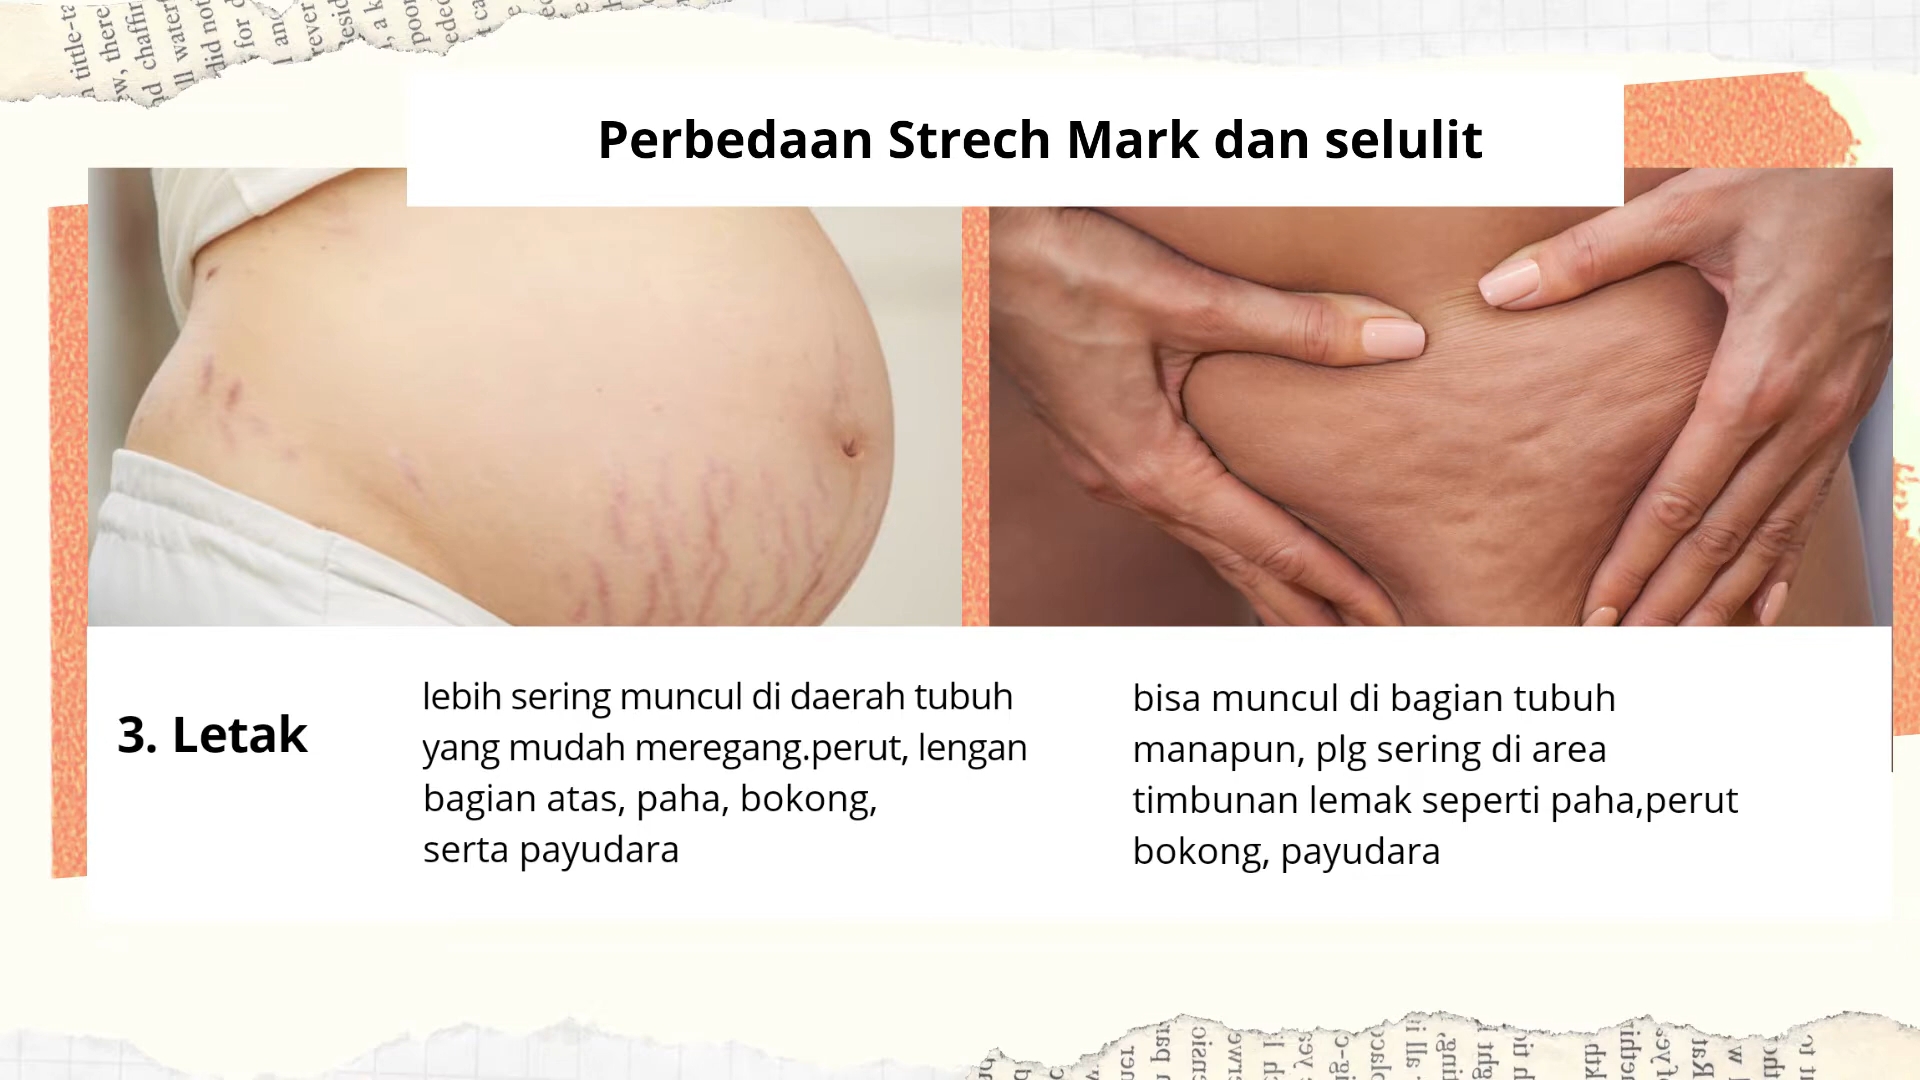 Perbedaan Strech Mark dan selulit
3. Letak
lebih sering muncul di daerah tubuh
yang mudah meregang.perut, lengan
bagian atas, paha, bokong,
serta payudara
bisa muncul di bagian tubuh
manapun, plg sering di area
timbunan lemak seperti paha,perut
bokong, payudara